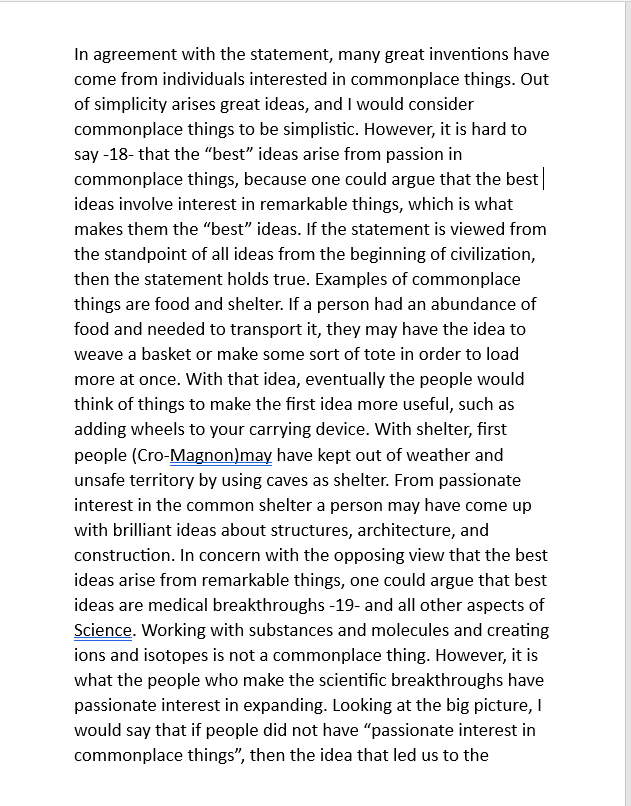 In agreement with the statement, many great inventions have
come from individuals interested in commonplace things. Out
of simplicity arises great ideas, and I would consider
commonplace things to be simplistic. However, it is hard to
say -18- that the “best” ideas arise from passion in
commonplace things, because one could argue that the best
ideas involve interest in remarkable things, which is what
makes them the “best” ideas. If the statement is viewed from
the standpoint of all ideas from the beginning of civilization,
then the statement holds true. Examples of commonplace
things are food and shelter. If a person had an abundance of
food and needed to transport it, they may have the idea to
weave a basket or make some sort of tote in order to load
more at once. With that idea, eventually the people would
think of things to make the first idea more useful, such as
adding wheels to your carrying device. With shelter, first
people (Cro-Magnon)may have kept out of weather and
unsafe territory by using caves as shelter. From passionate
interest in the common shelter a person may have come up
with brilliant ideas about structures, architecture, and
construction. In concern with the opposing view that the best
ideas arise from remarkable things, one could argue that best
ideas are medical breakthroughs -19- and all other aspects of
Science. Working with substances and molecules and creating
ions and isotopes is not a commonplace thing. However, it is
what the people who make the scientific breakthroughs have
passionate interest in expanding. Looking at the big picture, I
would say that if people did not have “passionate interest in
commonplace things”, then the idea that led us to the